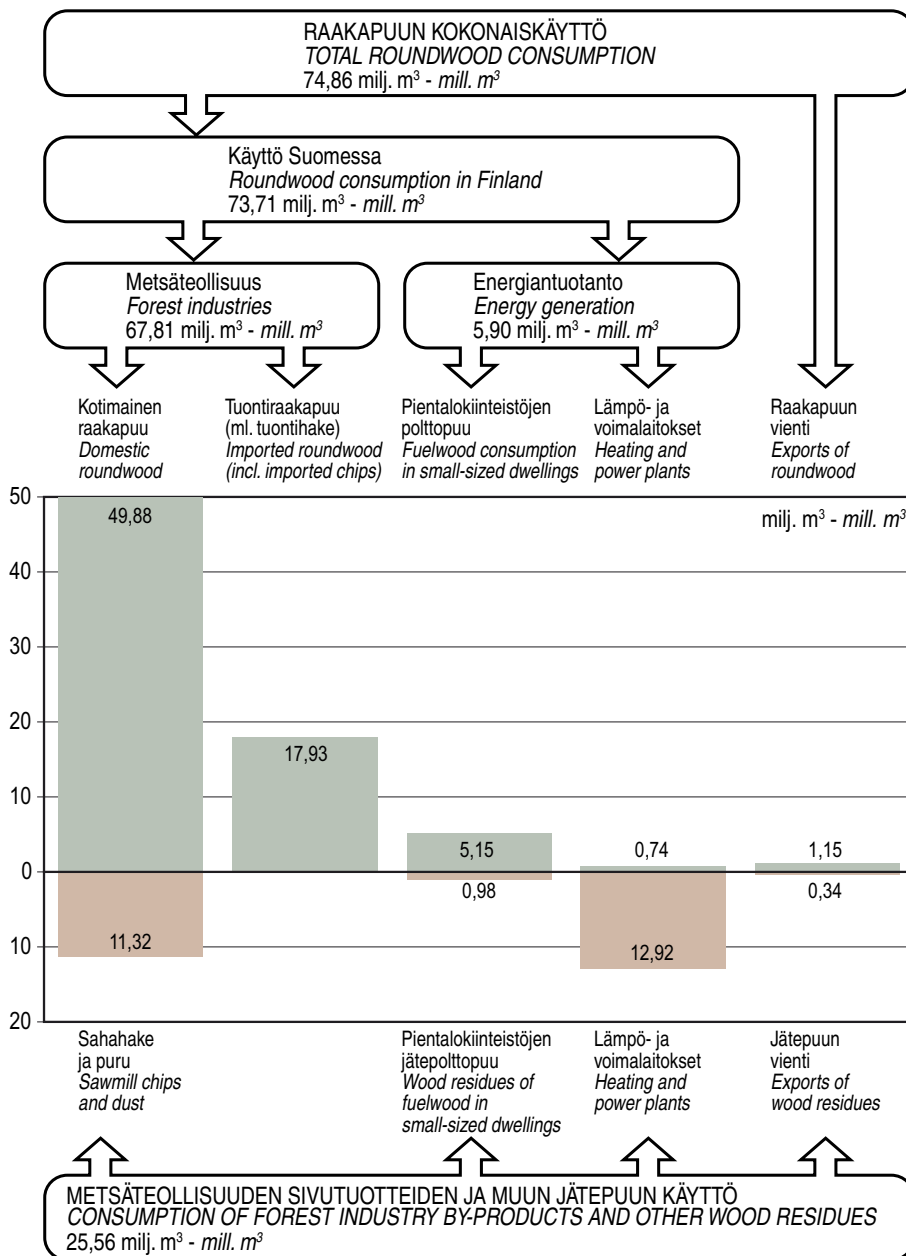 RAAKAPUUN KOKONAISKÄYTTÖ
TOTAL ROUNDWOOD CONSUMPTION
74,86 milj. m³ - mill. m³
Käyttö Suomessa
Roundwood consumption in Finland
73,71 milj. m³ - mill. m³
Metsäteollisuus
Forest industries
67,81 milj. m³ - mill. m³
Energiantuotanto
Energy generation
5,90 milj. m³ - mill. m³
Kotimainen
raakapuu
Domestic
roundwood
Tuontiraakapuu
(ml. tuontihake)
Imported roundwood
(incl. imported chips)
Pientalokiinteistöjen
polttopuu
Fuelwood consumption
in small-sized dwellings
Lämpö- ja
voimalaitokset
Heating and
power plants
Raakapuun
vienti
Exports of
roundwood
milj. m³ - mill. m³
50
40
30
20
10
0
10
20
49,88
17,93
5,15
0,74
1,15
11,32
0,98
12,92
0,34
Sahahake
ja puru
Sawmill chips
and dust
Pientalokiinteistöjen
jätepolttopuu
Wood residues of
fuelwood in
small-sized dwellings
Lämpö- ja
voimalaitokset
Heating and
power plants
Jätepuun
vienti
Exports of
wood residues
METSÄTEOLLISUUDEN SIVUTUOTTEIDEN JA MUUN JÄTEPUUN KÄYTTÖ
CONSUMPTION OF FOREST INDUSTRY BY-PRODUCTS AND OTHER WOOD RESIDUES
25,56 milj. m³ - mill. m³